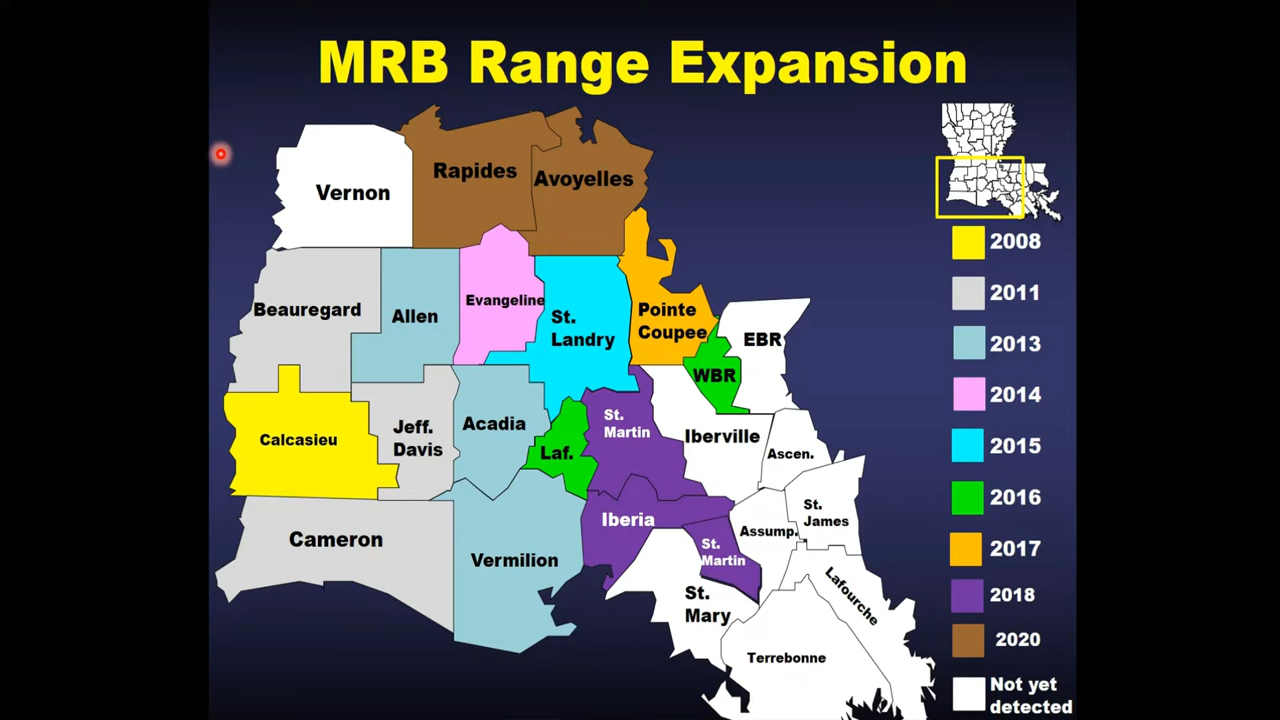 MRB Range Expansion
Vernon
Rapides
Avoyelles
Beauregard
Allen
Evangeline
St.
Landry
Pointe
Coupee
EBR
WBR
Calcasieu
Jeff.
Davis
Acadia
Laf.
St.
Martin
Iberville
Ascen.
Cameron
Vermilion
Iberia
St.
Martin
Assump.
St.
James
St.
Mary
Lafourche
Terrebonne
2008
2011
2013
2014
2015
2016
2017
2018
2020
Not yet
detected